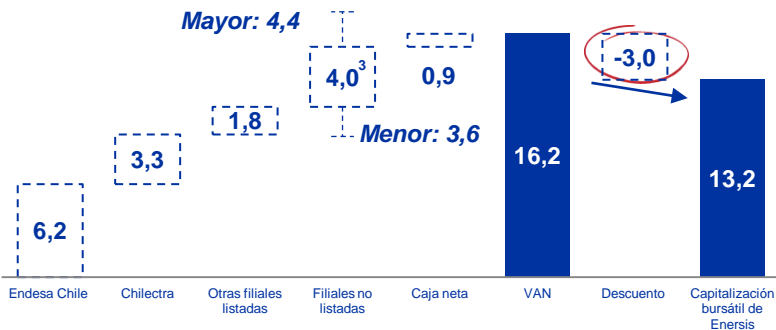 Mayor: 4,4
4,0³
0,9
-3,0
1,8
Menor: 3,6
3,3
16,2
13,2
6,2
Endesa Chile
Chilectra
Otras filiales
listadas
Filiales no
listadas
Caja neta
VAN
Descuento
Capitalización
bursátil de
Enersis